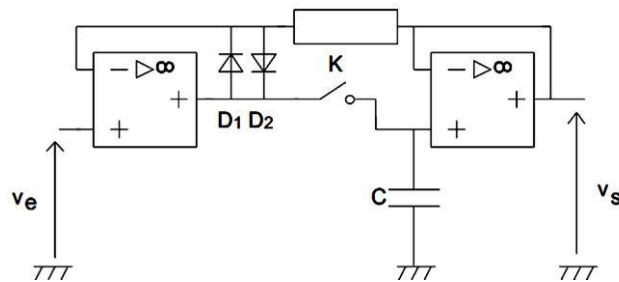 K
− ▷ ∞
+
+
D1 D2
− ▷ ∞
+
+
ve
C
vs